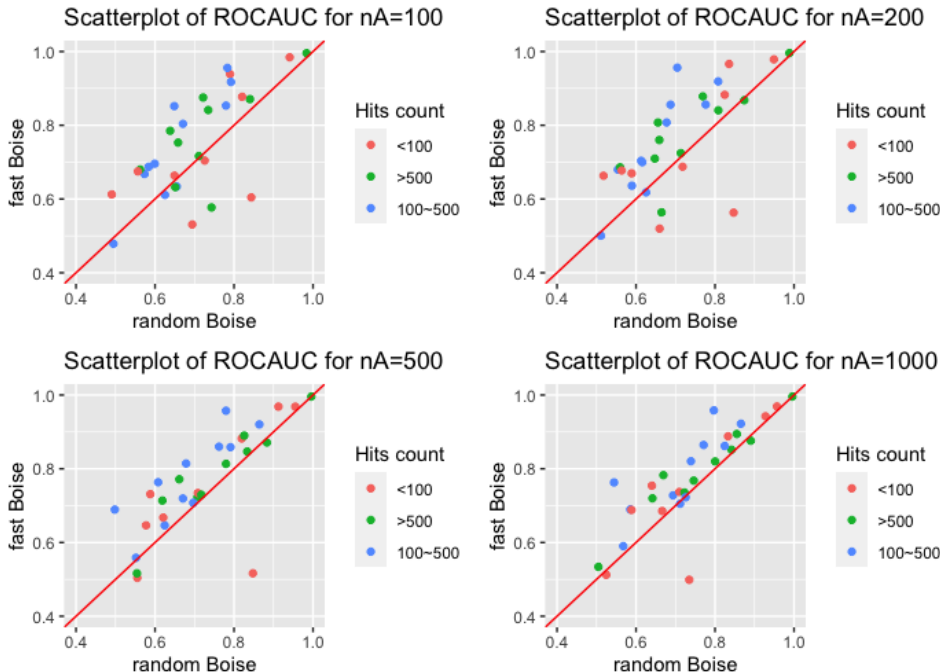 Scatterplot of ROCAUC for nA=100
1.0
0.8
0.6
0.4
fast Boise
0.4 0.6 0.8 1.0
random Boise
Hits count
<100
>500
100~500
Scatterplot of ROCAUC for nA=200
1.0
0.8
0.6
0.4
fast Boise
0.4 0.6 0.8 1.0
random Boise
Hits count
<100
>500
100~500
Scatterplot of ROCAUC for nA=500
1.0
0.8
0.6
0.4
fast Boise
0.4 0.6 0.8 1.0
random Boise
Hits count
<100
>500
100~500
Scatterplot of ROCAUC for nA=1000
1.0
0.8
0.6
0.4
fast Boise
0.4 0.6 0.8 1.0
random Boise
Hits count
<100
>500
100~500